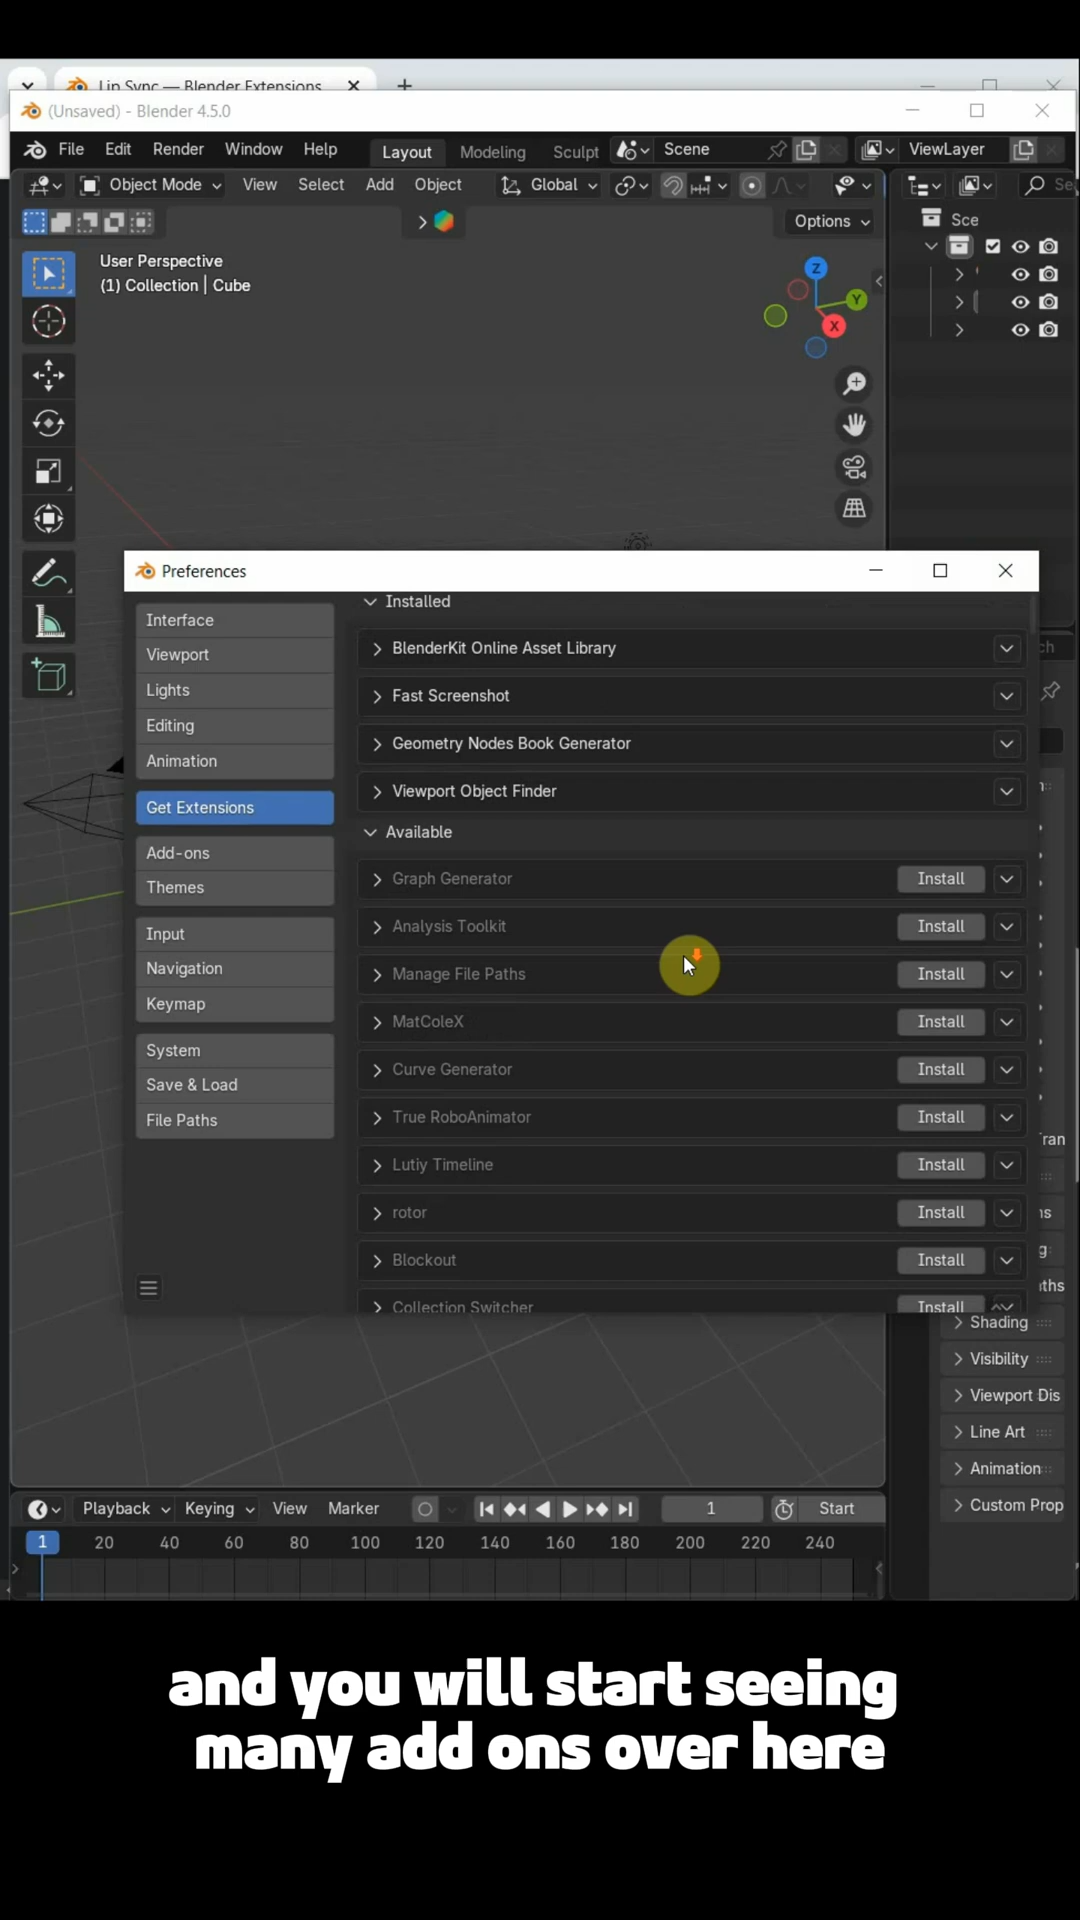 Lip Sync — Blender Extensions
(Unsaved) - Blender 4.5.0
File Edit Render Window Help Layout Modeling Sculpt Scene ViewLayer
Object Mode View Select Add Object Global
Options
Sce
User Perspective
(1) Collection | Cube
Z
Y
X
Preferences
Installed
Interface
BlenderKit Online Asset Library
Viewport
Lights
Fast Screenshot
Editing
Geometry Nodes Book Generator
Animation
Viewport Object Finder
Get Extensions
Available
Add-ons
Graph Generator Install
Themes
Analysis Toolkit Install
Input
Navigation
Manage File Paths Install
Keymap
MatColeX Install
System
Curve Generator Install
Save & Load
File Paths
True RoboAnimator Install
Lutiy Timeline Install
rotor Install
Blockout Install
Collection Switcher Install
Shading
Visibility
Viewport Dis
Line Art
Animation
Custom Prop
Playback Keying View Marker 1 Start
1 20 40 60 80 100 120 140 160 180 200 220 240
and you will start seeing
many add ons over here